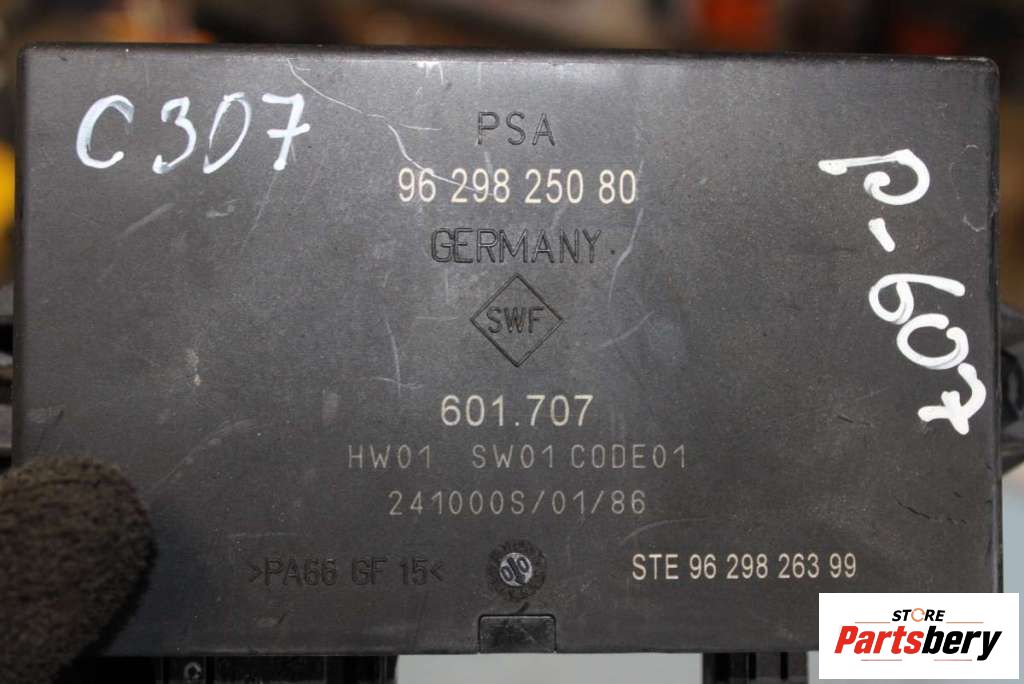 C307
PSA
96 298 250 80
GERMANY
SWF
601.707
HW01 SW01 CODE01
241000S/01/86
>PA66 GF 15<
STE 96 298 263 99
P-607
STORE
Partsbery